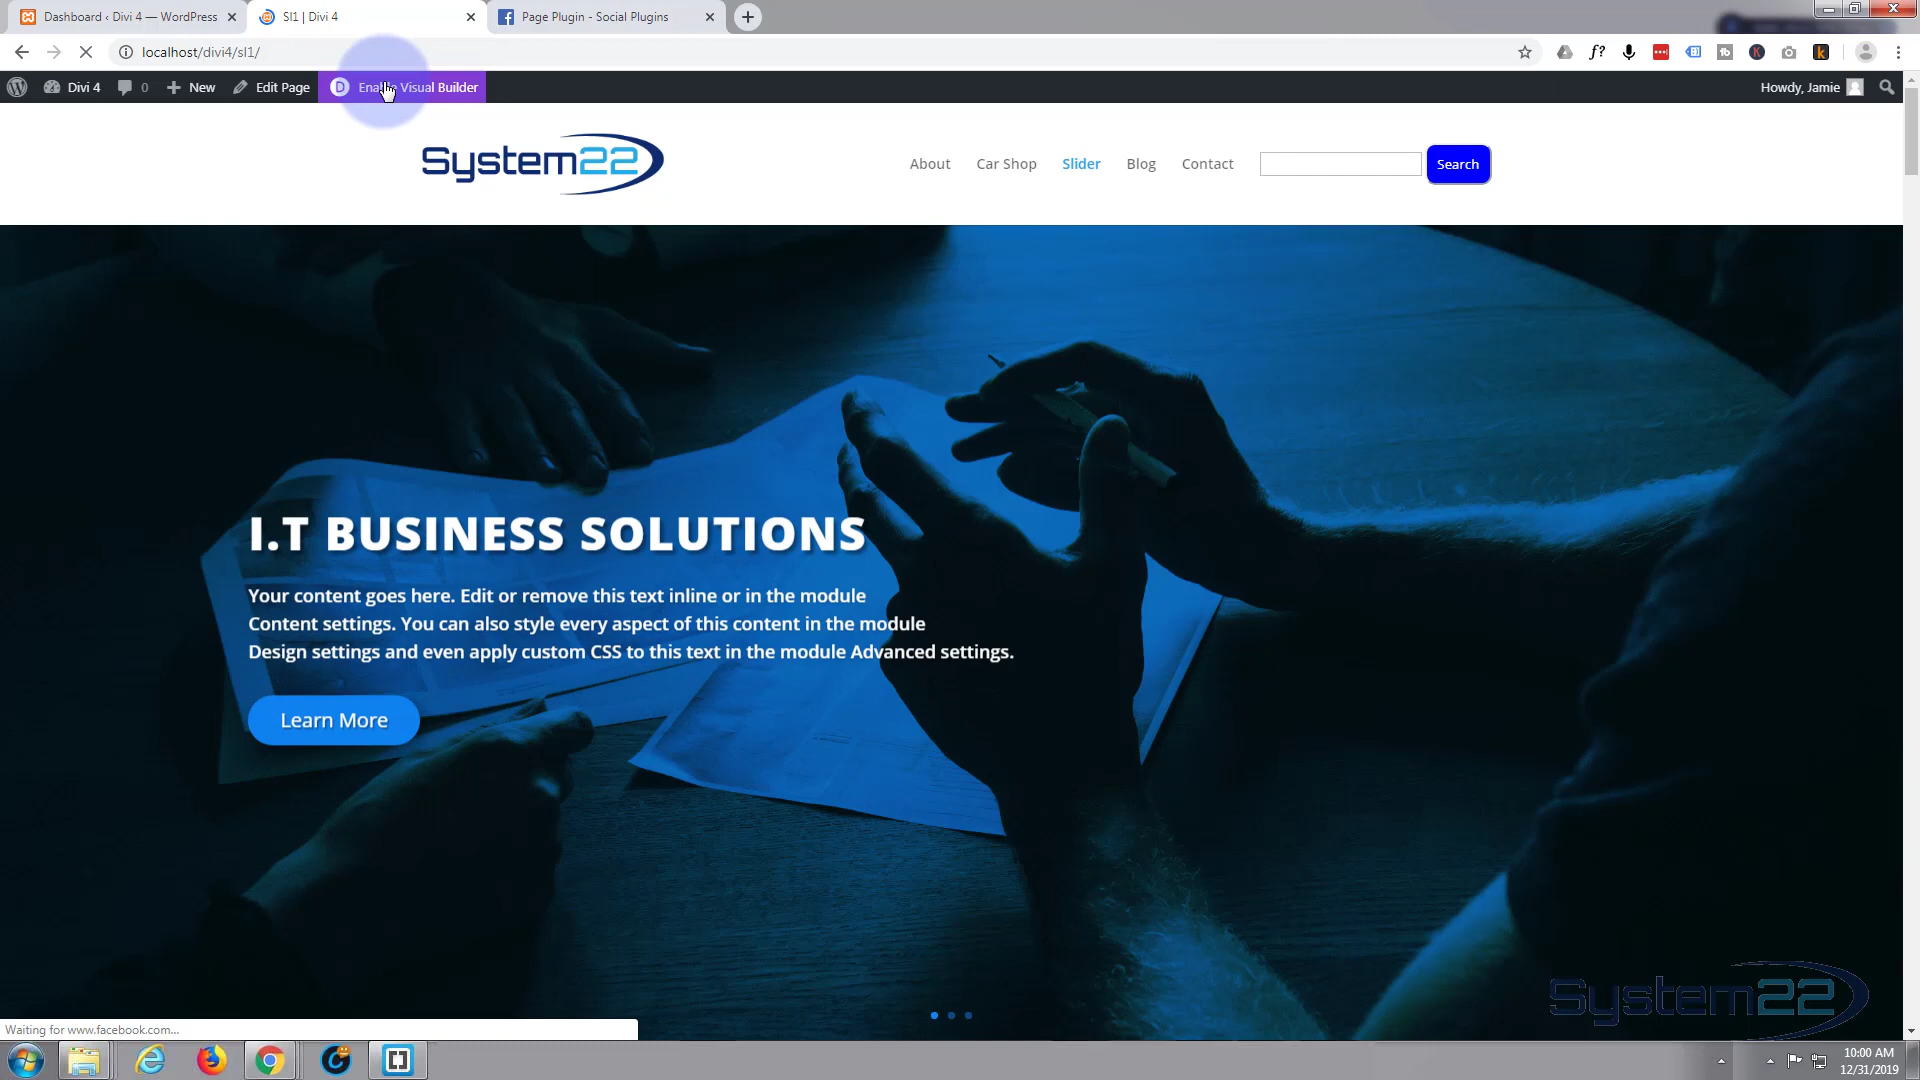 Dashboard ‹ Divi 4 — WordPress
Sl1 | Divi 4
Page Plugin - Social Plugins
localhost/divi4/sl1/
Divi 4
0
New
Edit Page
Enable Visual Builder
Howdy, Jamie
System22
About
Car Shop
Slider
Blog
Contact
Search
I.T BUSINESS SOLUTIONS
Your content goes here. Edit or remove this text inline or in the module
Content settings. You can also style every aspect of this content in the module
Design settings and even apply custom CSS to this text in the module Advanced settings.
Learn More
System22
Waiting for www.facebook.com...
10:00 AM
12/31/2019